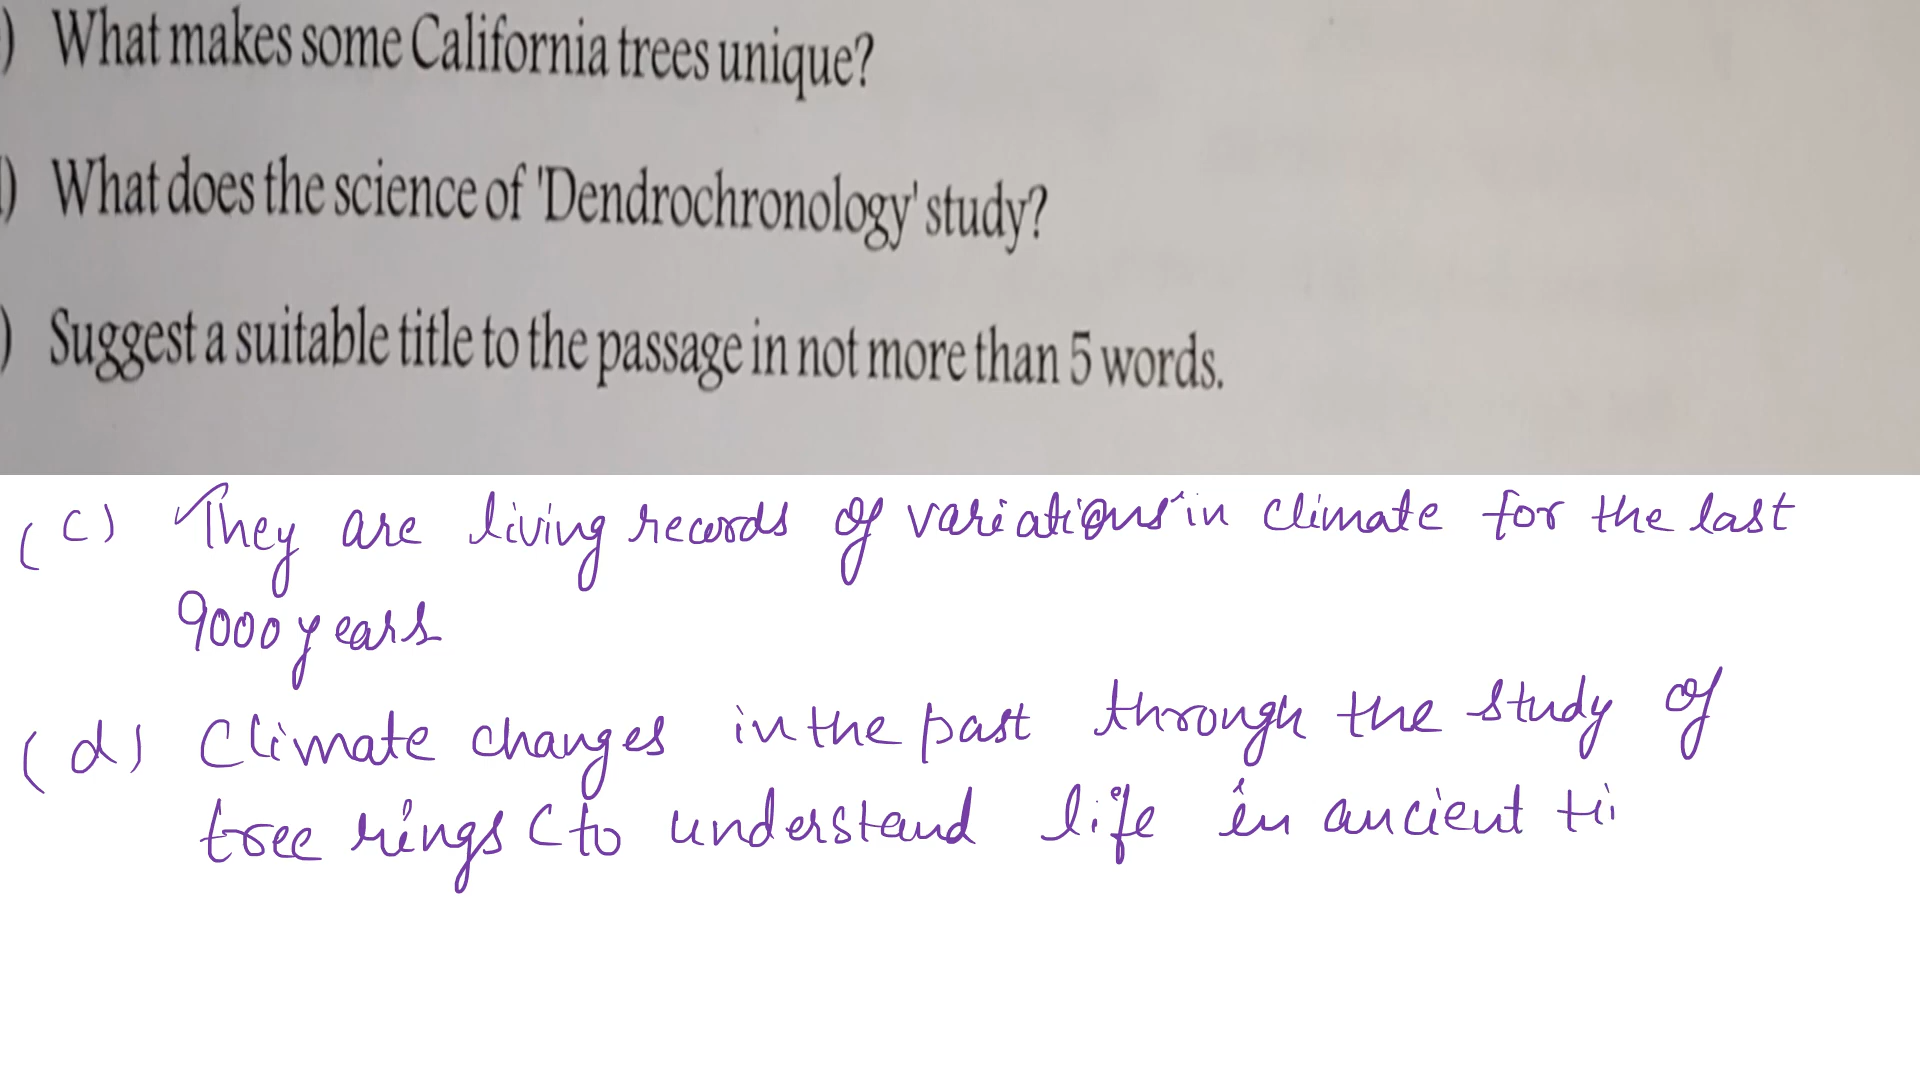 ) What makes some California trees unique?
) What does the science of 'Dendrochronology' study?
) Suggest a suitable title to the passage in not more than 5 words.
(c) They are living records of variations in climate for the last
9000 years
(d) Climate changes in the past through the study of
tree rings (to understand life in ancient ti